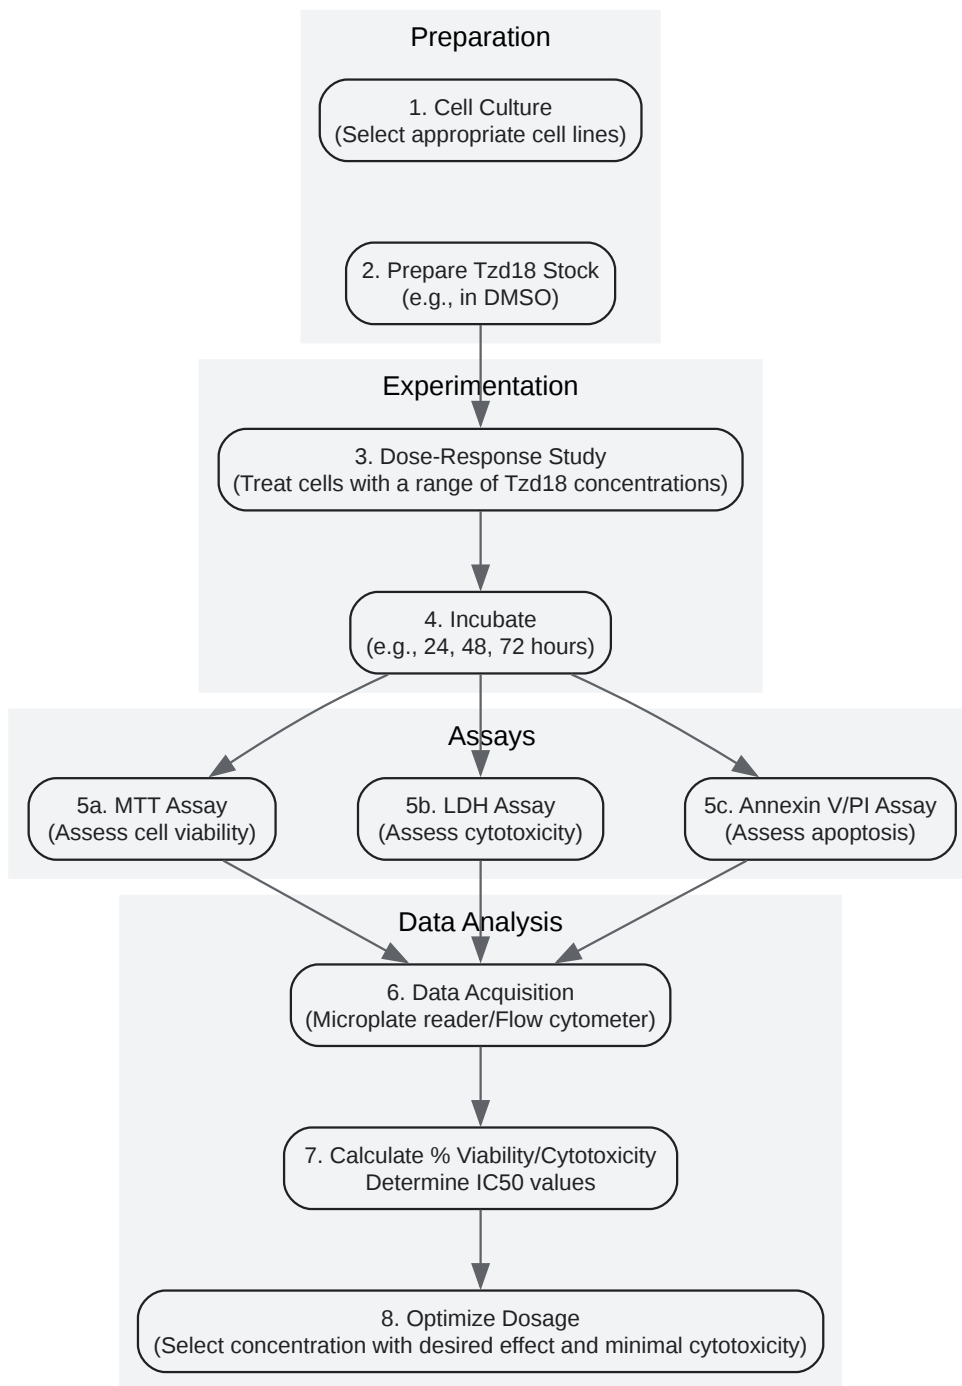 Preparation
1. Cell Culture
(Select appropriate cell lines)
2. Prepare Tzd18 Stock
(e.g., in DMSO)
Experimentation
3. Dose-Response Study
(Treat cells with a range of Tzd18 concentrations)
4. Incubate
(e.g., 24, 48, 72 hours)
Assays
5a. MTT Assay
(Assess cell viability)
5b. LDH Assay
(Assess cytotoxicity)
5c. Annexin V/PI Assay
(Assess apoptosis)
Data Analysis
6. Data Acquisition
(Microplate reader/Flow cytometer)
7. Calculate % Viability/Cytotoxicity
Determine IC50 values
8. Optimize Dosage
(Select concentration with desired effect and minimal cytotoxicity)